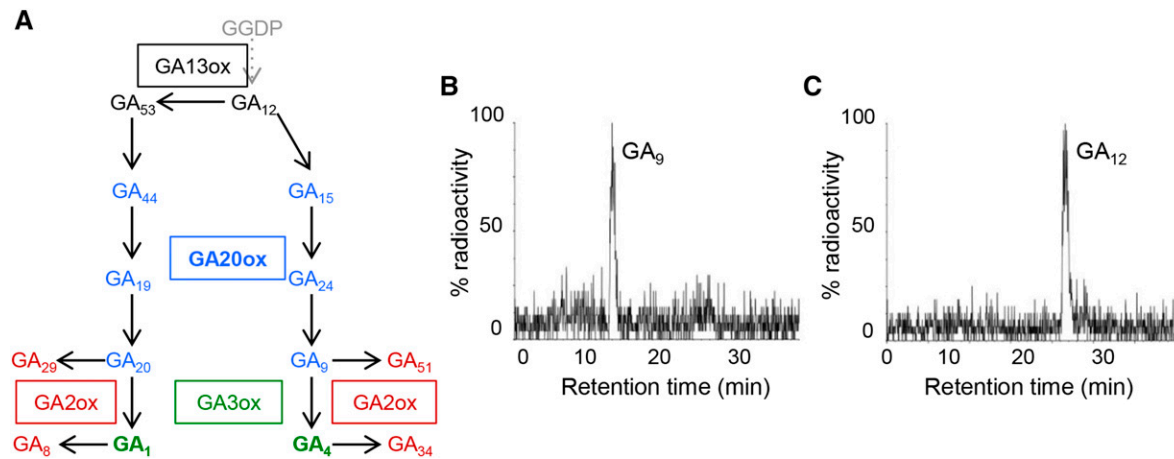 A
GGDP
GA13ox
GA53
GA12
GA44
GA15
GA20ox
GA19
GA24
GA29
GA20
GA9
GA51
GA2ox
GA3ox
GA2ox
GA8
GA1
GA4
GA34
B
100
GA9
% radioactivity
50
0
0 10 20 30
Retention time (min)
C
100
GA12
% radioactivity
50
0
0 10 20 30
Retention time (min)